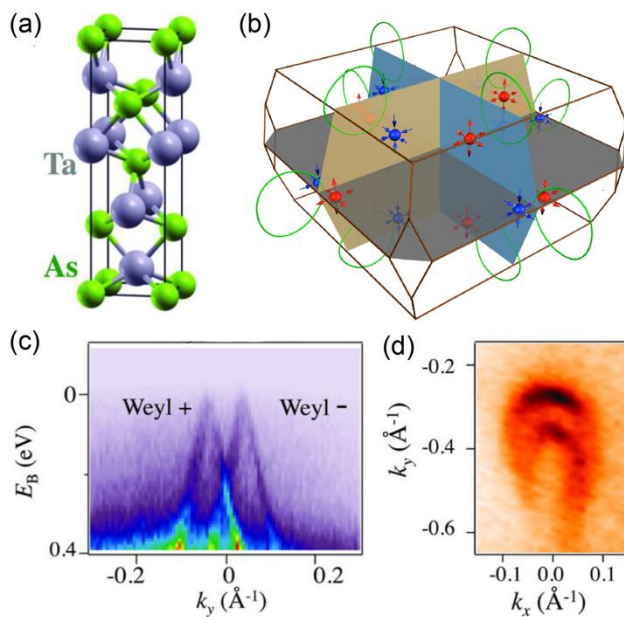 (a)
Ta
As
(b)
(c)
Weyl +
Weyl −
0
0.4
E_B (eV)
-0.2
0
0.2
k_y (Å⁻¹)
(d)
-0.2
-0.4
-0.6
k_y (Å⁻¹)
-0.1
0.0
0.1
k_x (Å⁻¹)